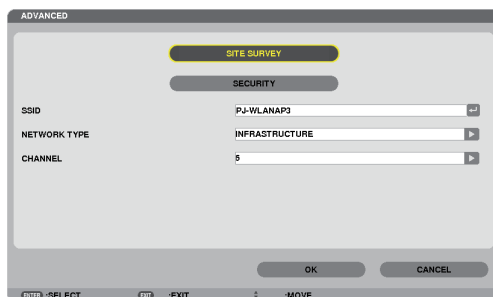 ADVANCED
SITE SURVEY
SECURITY
SSID PJ-WLANAP3
NETWORK TYPE INFRASTRUCTURE
CHANNEL 5
OK CANCEL
ENTER :SELECT EXIT :EXIT :MOVE